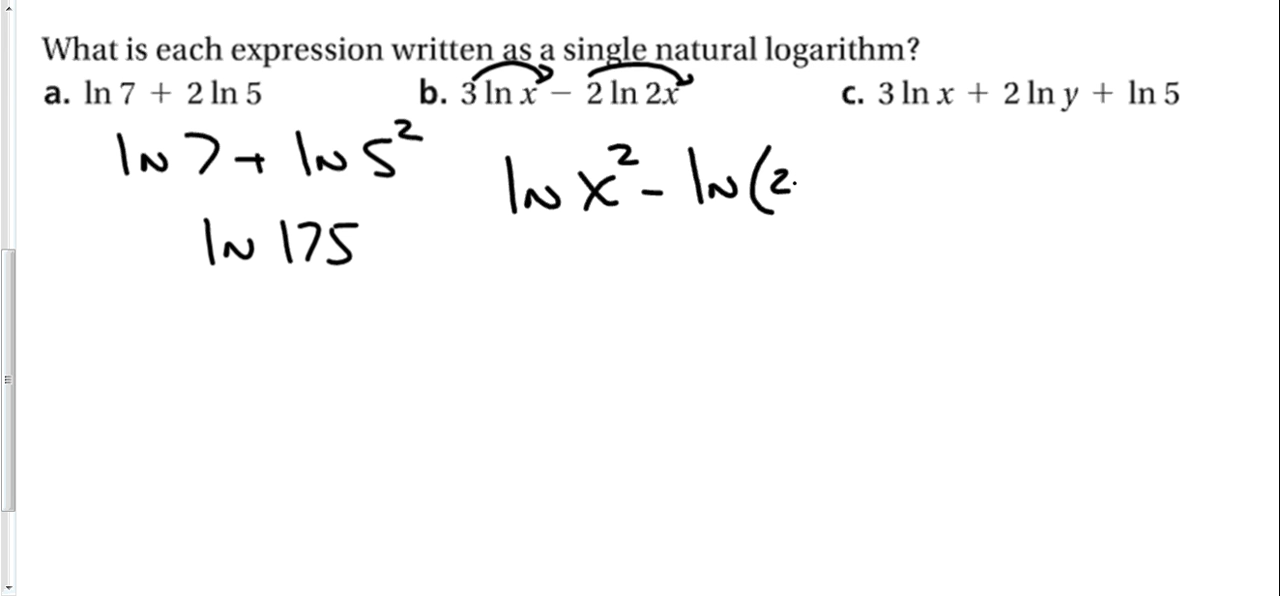 What is each expression written as a single natural logarithm?
a. ln 7 + 2 ln 5 b. 3 ln x − 2 ln 2x c. 3 ln x + 2 ln y + ln 5
ln 7 + ln 5² ln x² - ln (2
ln 175